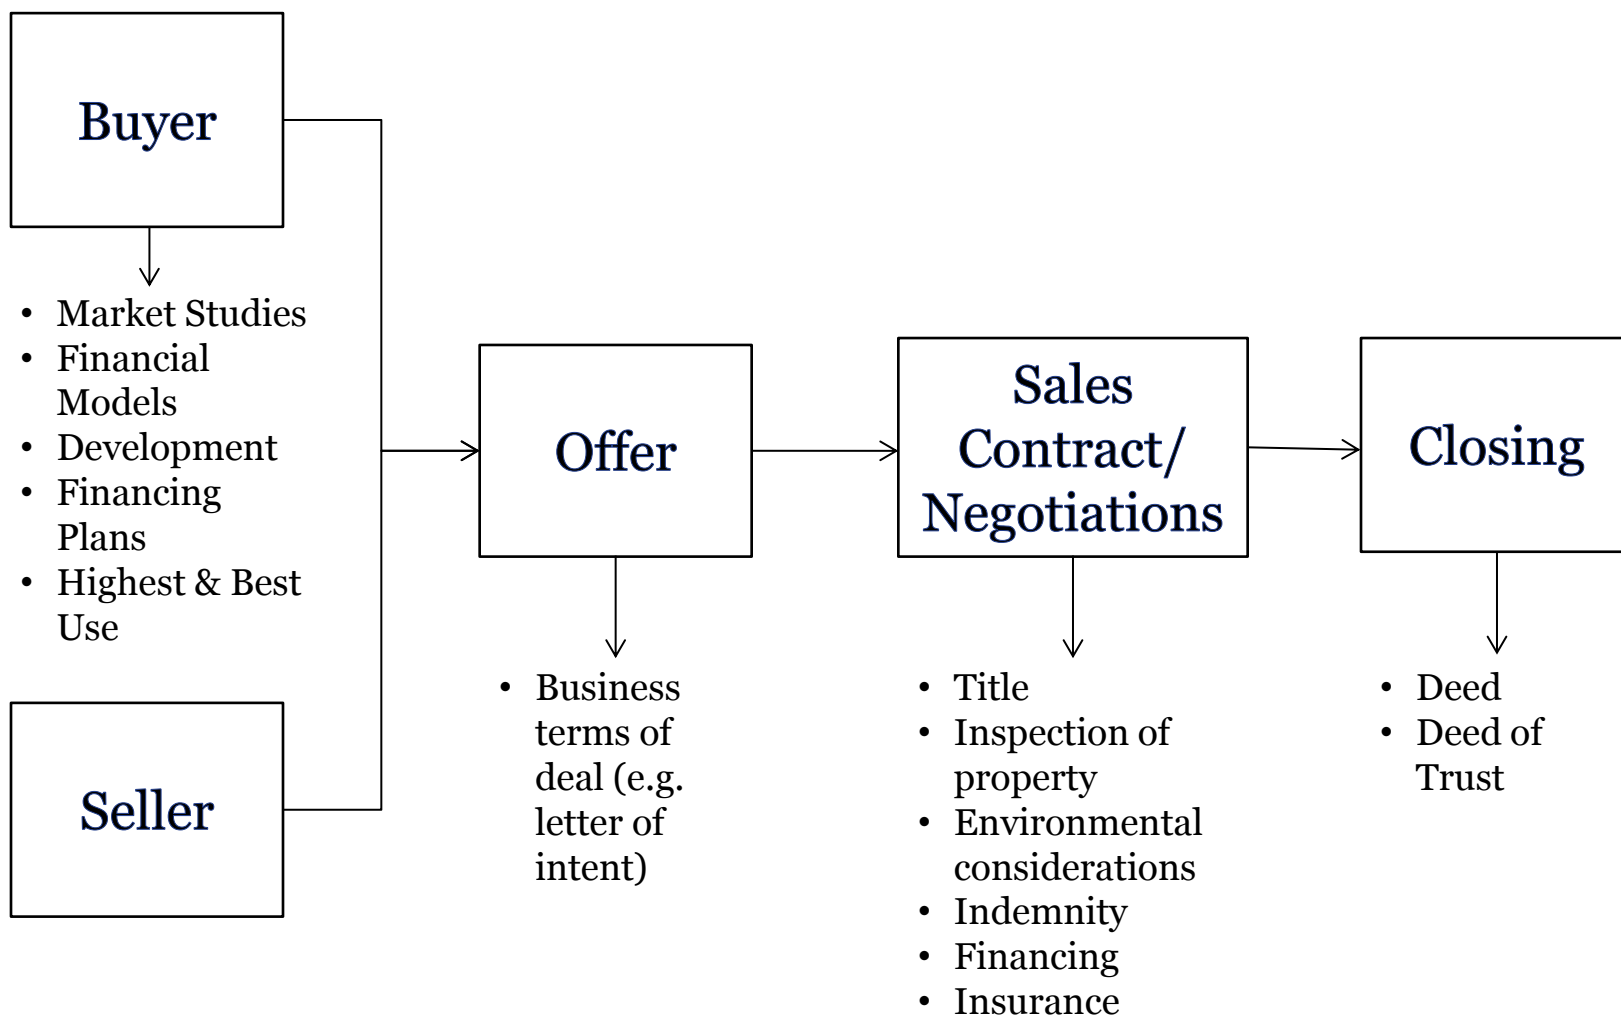 Buyer
• Market Studies
• Financial
Models
• Development
• Financing
Plans
• Highest & Best
Use
Seller
Offer
• Business
terms of
deal (e.g.
letter of
intent)
Sales
Contract/
Negotiations
• Title
• Inspection of
property
• Environmental
considerations
• Indemnity
• Financing
• Insurance
Closing
• Deed
• Deed of
Trust